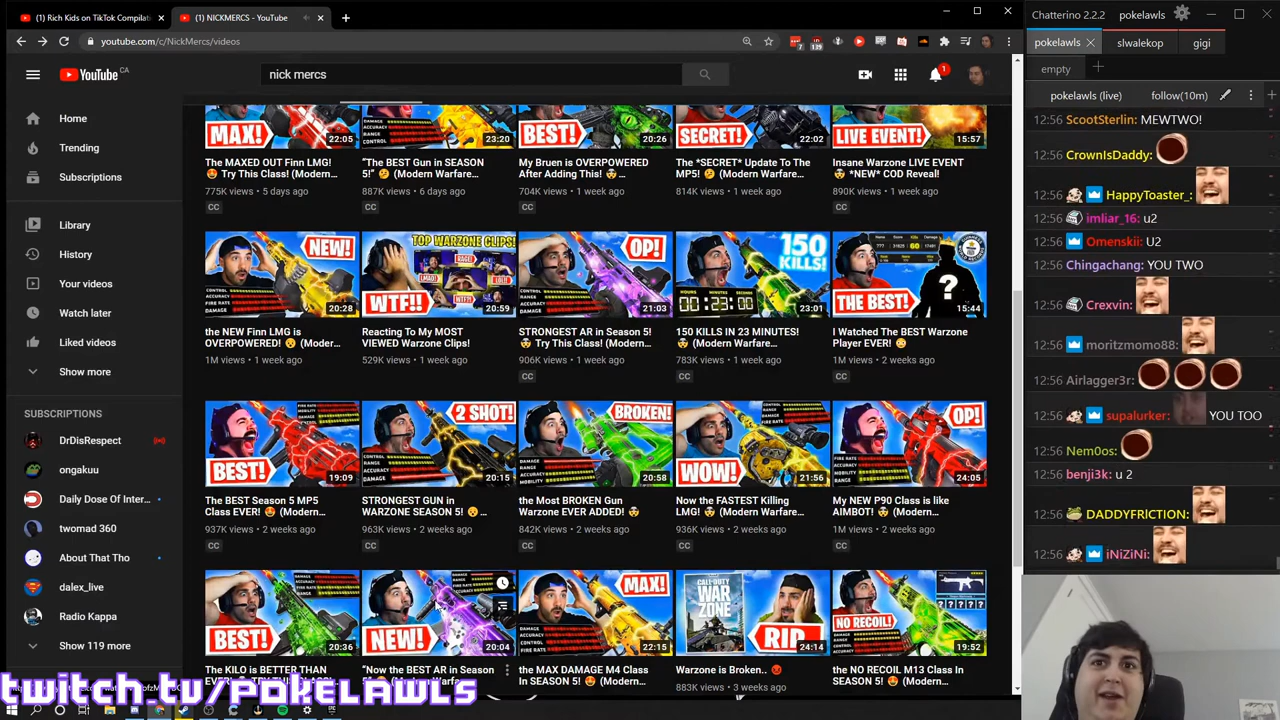 (1) Rich Kids on TikTok Compilati
(1) NICKMERCS - YouTube
Chatterino 2.2.2
pokelawls
youtube.com/c/NickMercs/videos
7
139
pokelawls
slwalekop
gigi
YouTube
CA
nick mercs
1
empty
pokelawls (live)
follow(10m)
Home
Trending
Subscriptions
Library
History
Your videos
Watch later
Liked videos
Show more
SUBSCRIPTIONS
DrDisRespect
ongakuu
Daily Dose Of Inter...
twomad 360
About That Tho
dalex_live
Radio Kappa
Show 119 more
MAX!
22:05
23:20
BEST!
20:26
SECRET!
22:02
LIVE EVENT!
15:57
The MAXED OUT Finn LMG!
Try This Class! (Modern...
775K views • 5 days ago
CC
"The BEST Gun in SEASON
5!" (Modern Warfare...
887K views • 6 days ago
CC
My Bruen is OVERPOWERED
After Adding This!
704K views • 1 week ago
CC
The *SECRET* Update To The
MP5! (Modern Warfare...
814K views • 1 week ago
CC
Insane Warzone LIVE EVENT
*NEW* COD Reveal!
890K views • 1 week ago
CC
NEW!
20:28
TOP WARZONE CLIPS!
WTF!!
20:59
OP!
21:03
150
KILLS!
00:23:00
23:01
THE BEST!
?
15:44
the NEW Finn LMG is
OVERPOWERED! (Moder...
1M views • 1 week ago
Reacting To My MOST
VIEWED Warzone Clips!
529K views • 1 week ago
STRONGEST AR in Season 5!
Try This Class! (Modern...
906K views • 1 week ago
CC
150 KILLS IN 23 MINUTES!
(Modern Warfare...
783K views • 1 week ago
CC
I Watched The BEST Warzone
Player EVER!
1M views • 2 weeks ago
CC
BEST!
19:09
2 SHOT!
20:15
BROKEN!
20:58
WOW!
21:56
OP!
24:05
The BEST Season 5 MP5
Class EVER! (Modern...
937K views • 2 weeks ago
CC
STRONGEST GUN in
WARZONE SEASON 5!
963K views • 2 weeks ago
CC
the Most BROKEN Gun
Warzone EVER ADDED!
842K views • 2 weeks ago
CC
Now the FASTEST Killing
LMG! (Modern Warfare...
936K views • 2 weeks ago
CC
My NEW P90 Class is like
AIMBOT! (Modern...
1M views • 2 weeks ago
CC
BEST!
20:36
NEW!
20:04
MAX!
22:15
CALL OF DUTY
WAR
ZONE
RIP
24:14
NO RECOIL!
?????
19:52
The KILO is BETTER THAN
"Now the BEST AR in Season
the MAX DAMAGE M4 Class
In SEASON 5! (Modern...
Warzone is Broken..
883K views • 3 weeks ago
the NO RECOIL M13 Class In
SEASON 5! (Modern...
12:56 Scootsterlin: MEWTWO!
12:56 CrownIsDaddy:
12:56 HappyToaster_:
12:56 imliar_16: u2
12:56 Omenskii: U2
12:56 Chingaotang: YOU TWO
12:56 Crevin:
12:56 moritzmomo88:
12:56 Airlagger3r:
12:56 supalurker: YOU TOO
12:56 Nem0os:
12:56 benji5k: u 2
12:56 DADDYFRICTION:
12:56 iNiZiNi:
twitch.tv/Pokelawls